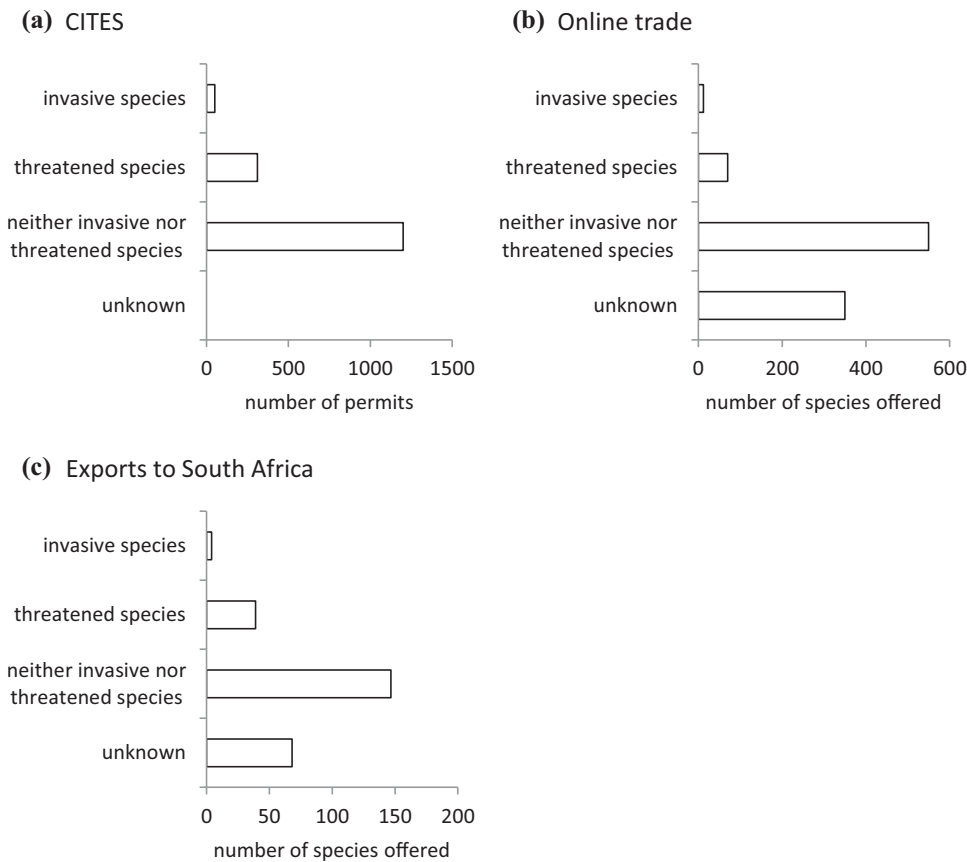 (a) CITES
invasive species
threatened species
neither invasive nor
threatened species
unknown
0 500 1000 1500
number of permits
(b) Online trade
invasive species
threatened species
neither invasive nor
threatened species
unknown
0 200 400 600
number of species offered
(c) Exports to South Africa
invasive species
threatened species
neither invasive nor
threatened species
unknown
0 50 100 150 200
number of species offered